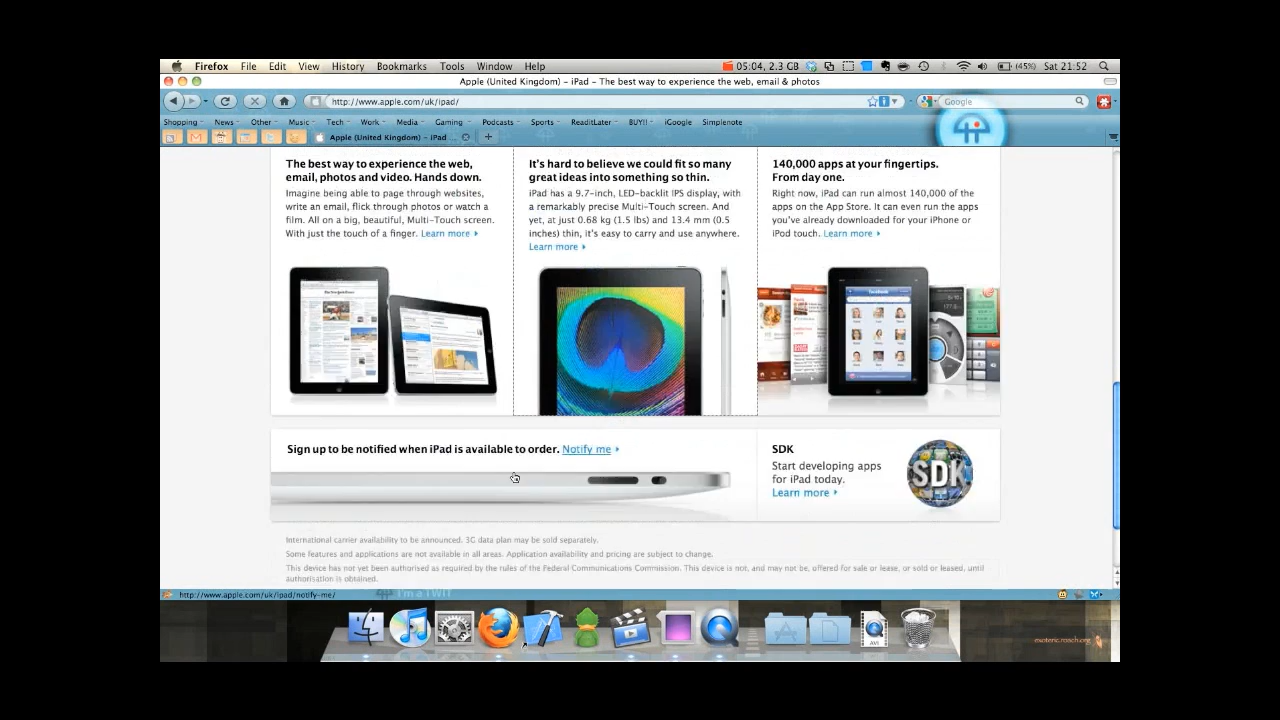 Firefox File Edit View History Bookmarks Tools Window Help 05:04, 2.3 GB (45%) Sat 21:52
Apple (United Kingdom) – iPad – The best way to experience the web, email & photos
http://www.apple.com/uk/ipad/ Google
Shopping News Other Music Tech Work Media Gaming Podcasts Sports ReaditLater BUY!! iGoogle Simplenote
Apple (United Kingdom) – iPad ...
The best way to experience the web,
email, photos and video. Hands down.
Imagine being able to page through websites,
write an email, flick through photos or watch a
film. All on a big, beautiful, Multi-Touch screen.
With just the touch of a finger. Learn more
It's hard to believe we could fit so many
great ideas into something so thin.
iPad has a 9.7-inch, LED-backlit IPS display, with
a remarkably precise Multi-Touch screen. And
yet, at just 0.68 kg (1.5 lbs) and 13.4 mm (0.5
inches) thin, it's easy to carry and use anywhere.
Learn more
140,000 apps at your fingertips.
From day one.
Right now, iPad can run almost 140,000 of the
apps on the App Store. It can even run the apps
you've already downloaded for your iPhone or
iPod touch. Learn more
facebook
Sign up to be notified when iPad is available to order. Notify me
SDK
Start developing apps
for iPad today.
Learn more
SDK
International carrier availability to be announced. 3G data plan may be sold separately.
Some features and applications are not available in all areas. Application availability and pricing are subject to change.
This device has not yet been authorised as required by the rules of the Federal Communications Commission. This device is not, and may not be, offered for sale or lease, or sold or leased, until
authorisation is obtained.
http://www.apple.com/uk/ipad/notify-me/
I'm a TWiT
AVI
esoteric.roach.org